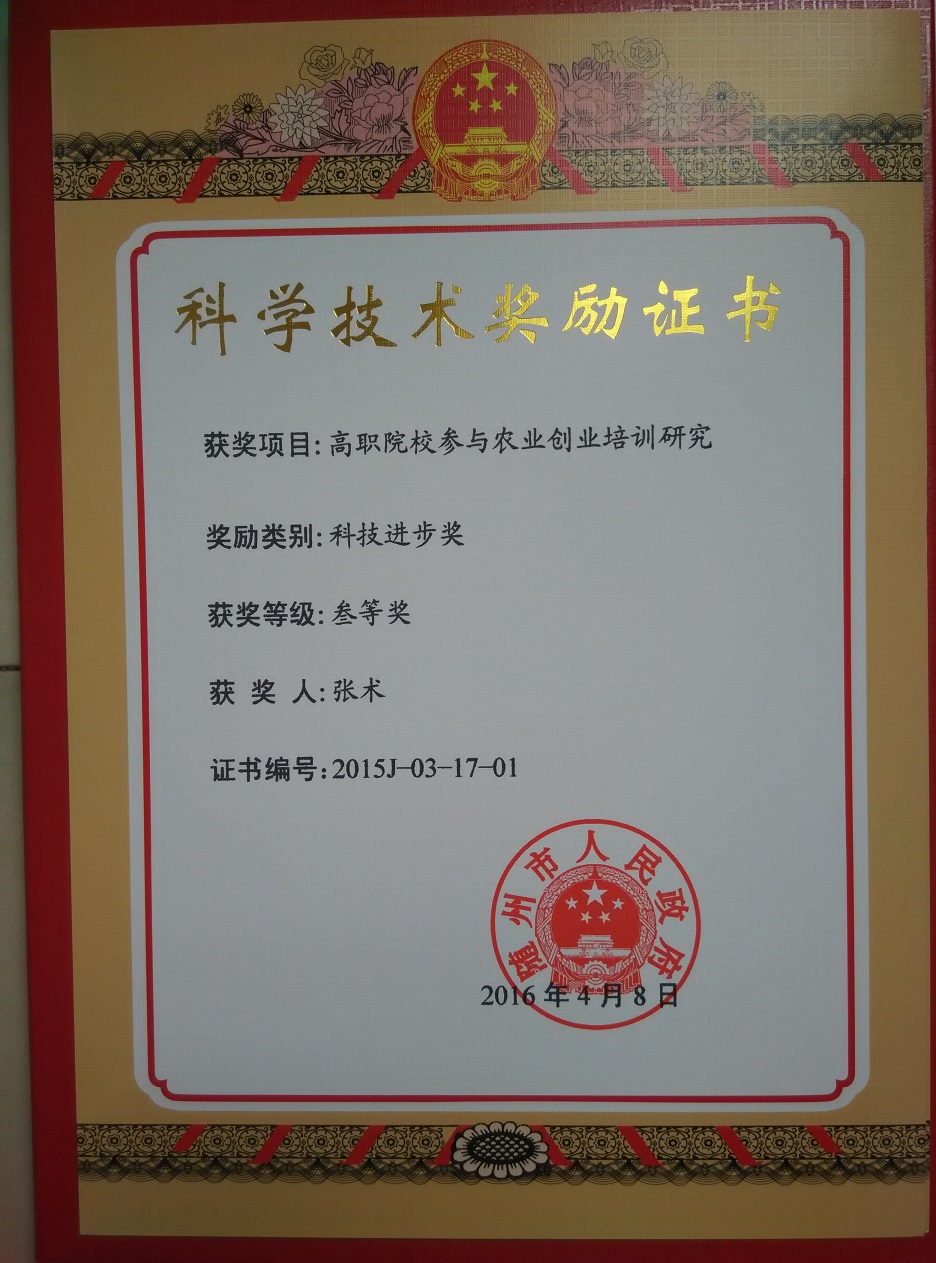 科学技术奖励证书
获奖项目:高职院校参与农业创业培训研究
奖励类别:科技进步奖
获奖等级:叁等奖
获 奖 人:张术
证书编号:2015J-03-17-01
随州市人民政府
2016年4月8日